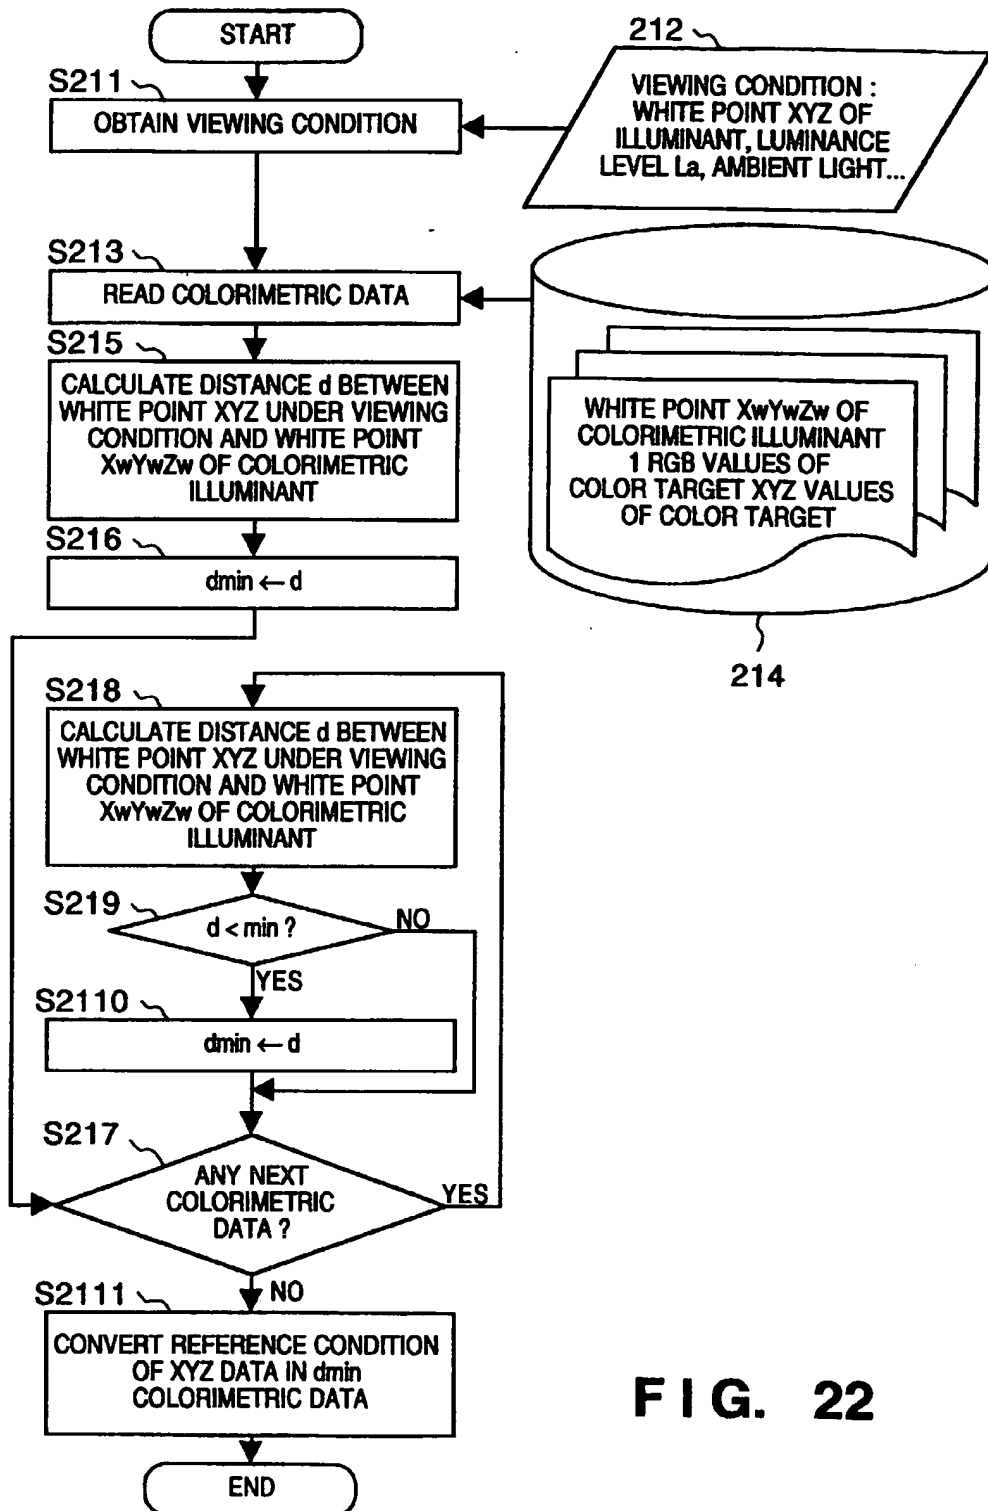 START
212
S211
OBTAIN VIEWING CONDITION
VIEWING CONDITION :
WHITE POINT XYZ OF
ILLUMINANT, LUMINANCE
LEVEL La, AMBIENT LIGHT...
S213
READ COLORIMETRIC DATA
S215
CALCULATE DISTANCE d BETWEEN
WHITE POINT XYZ UNDER VIEWING
CONDITION AND WHITE POINT
XwYwZw OF COLORIMETRIC
ILLUMINANT
WHITE POINT XwYwZw OF
COLORIMETRIC ILLUMINANT
1 RGB VALUES OF
COLOR TARGET XYZ VALUES
OF COLOR TARGET
214
S216
dmin ← d
S218
CALCULATE DISTANCE d BETWEEN
WHITE POINT XYZ UNDER VIEWING
CONDITION AND WHITE POINT
XwYwZw OF COLORIMETRIC
ILLUMINANT
S219
d < min ?
NO
YES
S2110
dmin ← d
S217
ANY NEXT
COLORIMETRIC
DATA ?
YES
NO
S2111
CONVERT REFERENCE CONDITION
OF XYZ DATA IN dmin
COLORIMETRIC DATA
END
FIG. 22